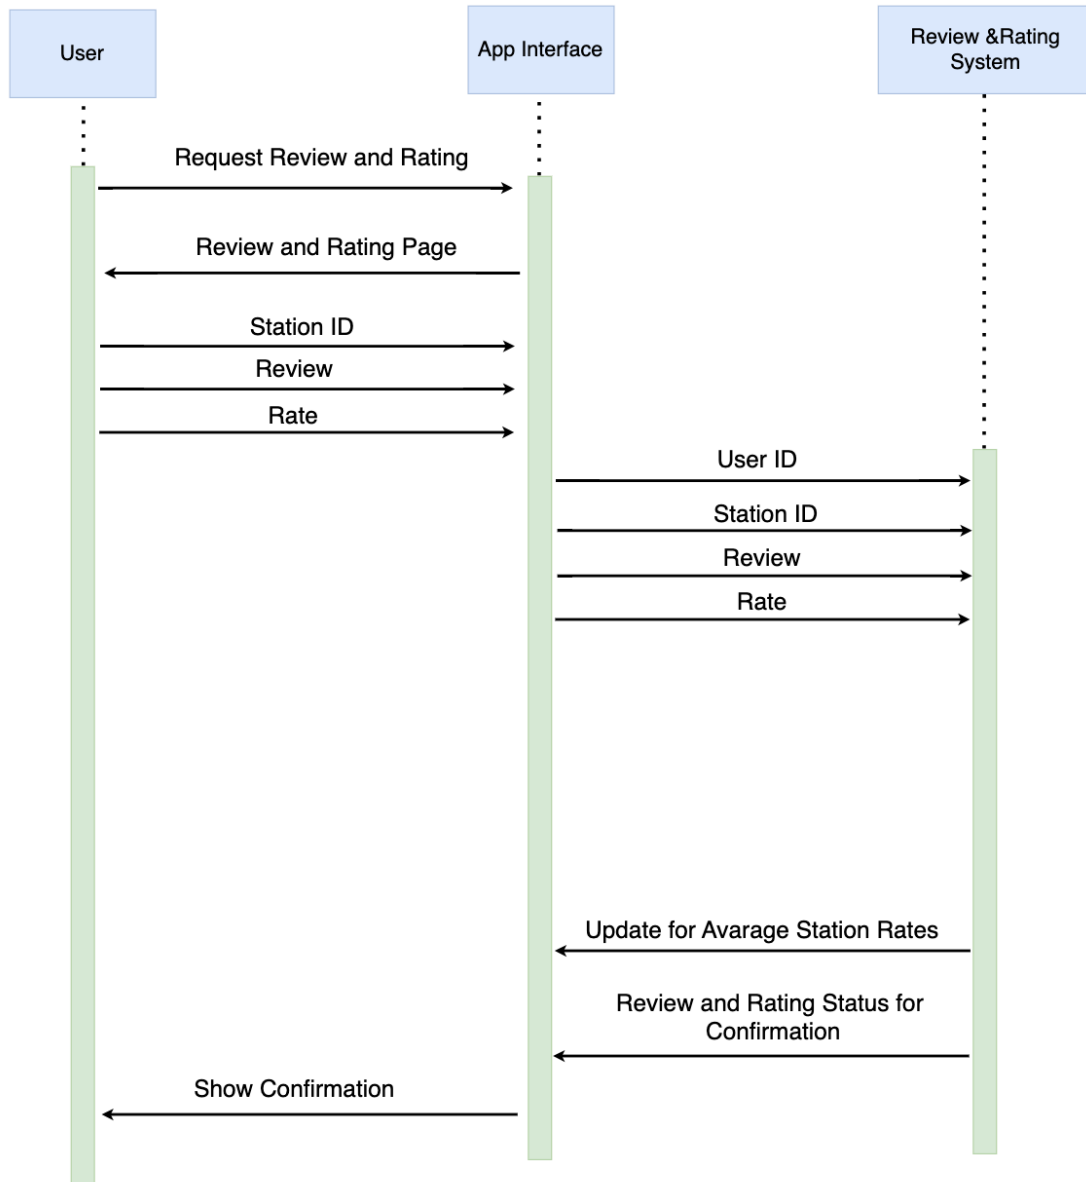 User
App Interface
Review &Rating
System
Request Review and Rating
Review and Rating Page
Station ID
Review
Rate
User ID
Station ID
Review
Rate
Update for Avarage Station Rates
Review and Rating Status for
Confirmation
Show Confirmation